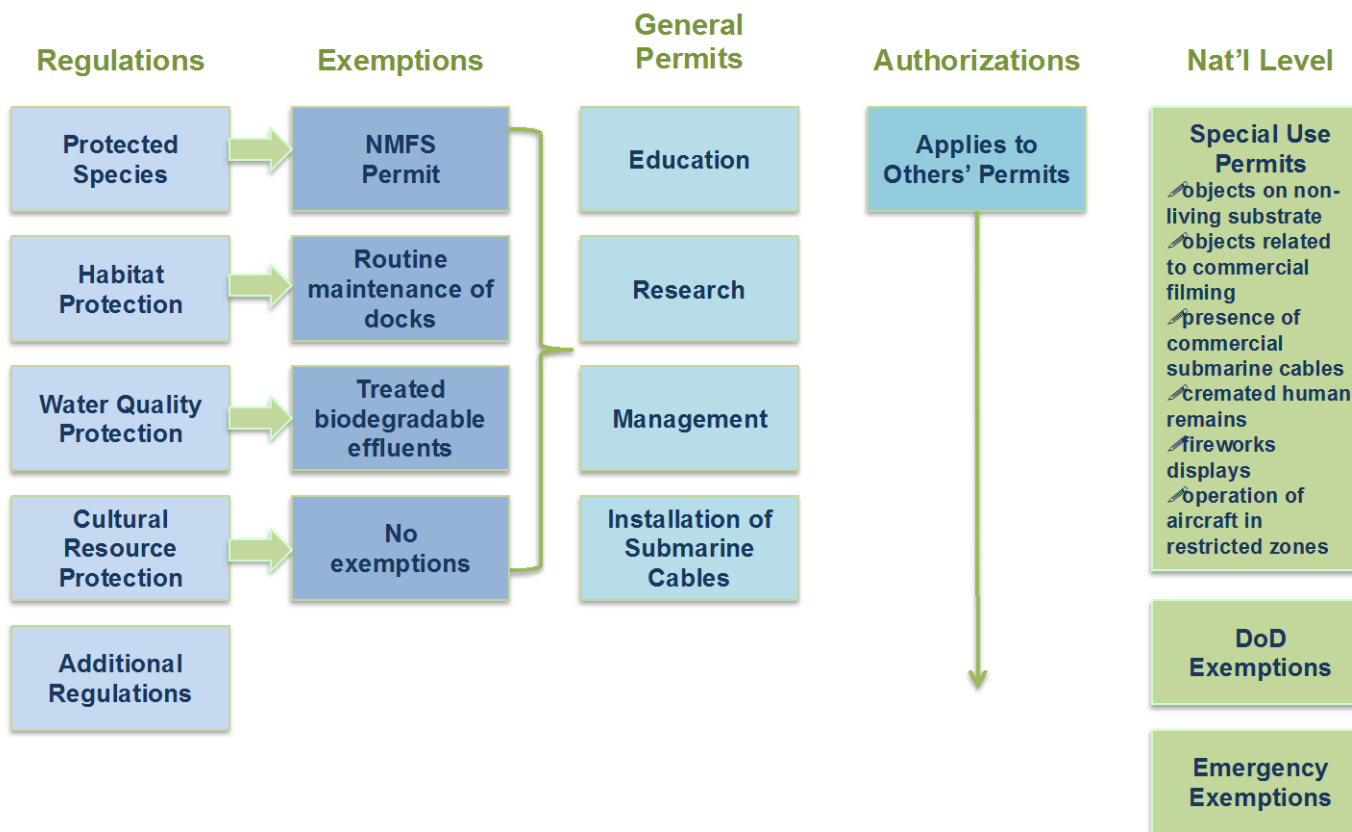 Regulations
Exemptions
General
Permits
Authorizations
Nat'l Level
Protected
Species
NMFS
Permit
Education
Applies to
Others' Permits
Special Use
Permits
objects on non-
living substrate
objects related
to commercial
filming
presence of
commercial
submarine cables
cremated human
remains
fireworks
displays
operation of
aircraft in
restricted zones
Habitat
Protection
Routine
maintenance of
docks
Research
Water Quality
Protection
Treated
biodegradable
effluents
Management
Cultural
Resource
Protection
No
exemptions
Installation of
Submarine
Cables
Additional
Regulations
DoD
Exemptions
Emergency
Exemptions